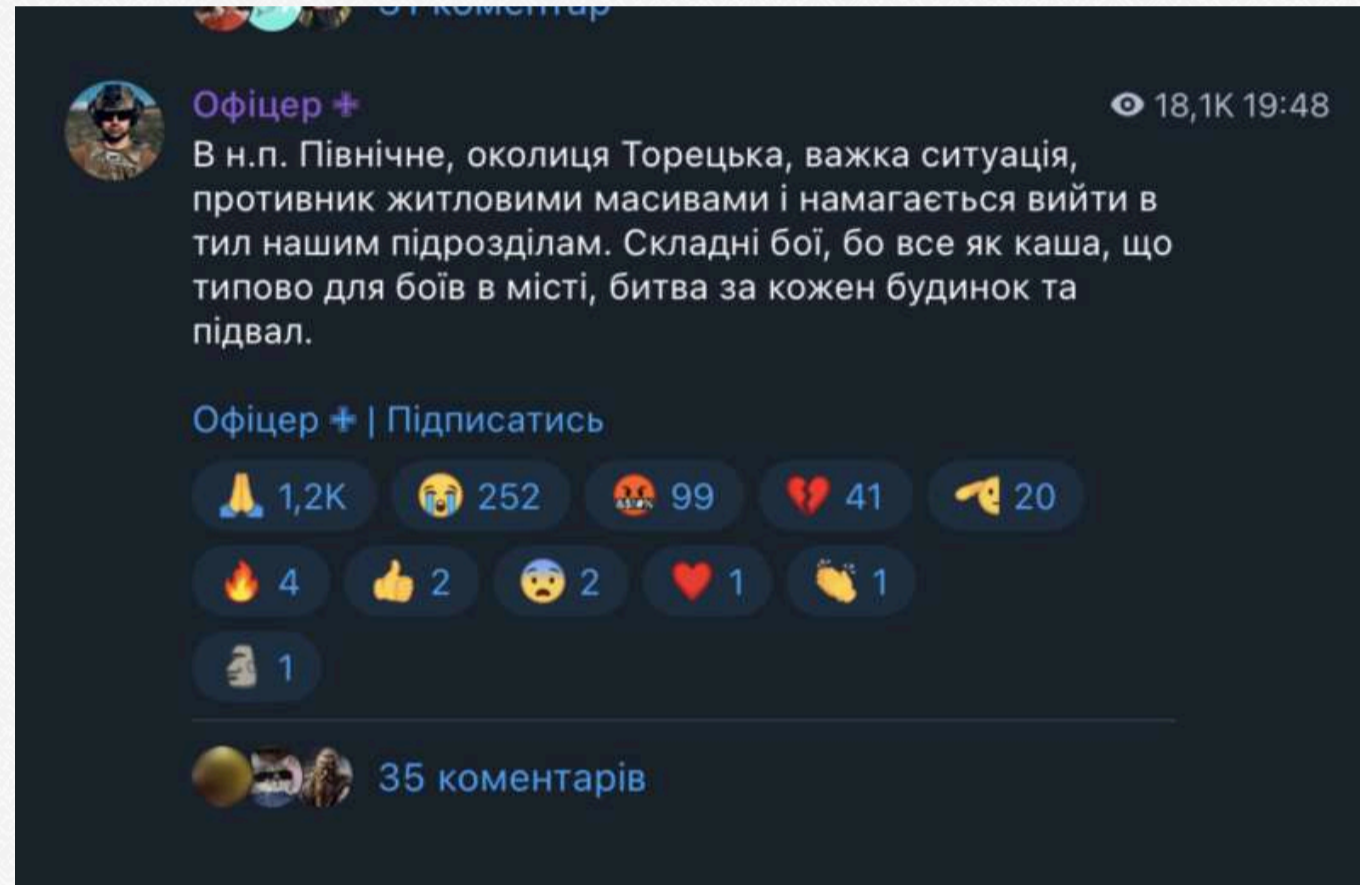 Офіцер
18,1K 19:48
В н.п. Північне, околиця Торецька, важка ситуація,
противник житловими масивами і намагається вийти в
тил нашим підрозділам. Складні бої, бо все як каша, що
типово для боїв в місті, битва за кожен будинок та
підвал.
Офіцер | Підписатись
1,2K 252 99 41 20
4 2 2 1 1
1
35 коментарів